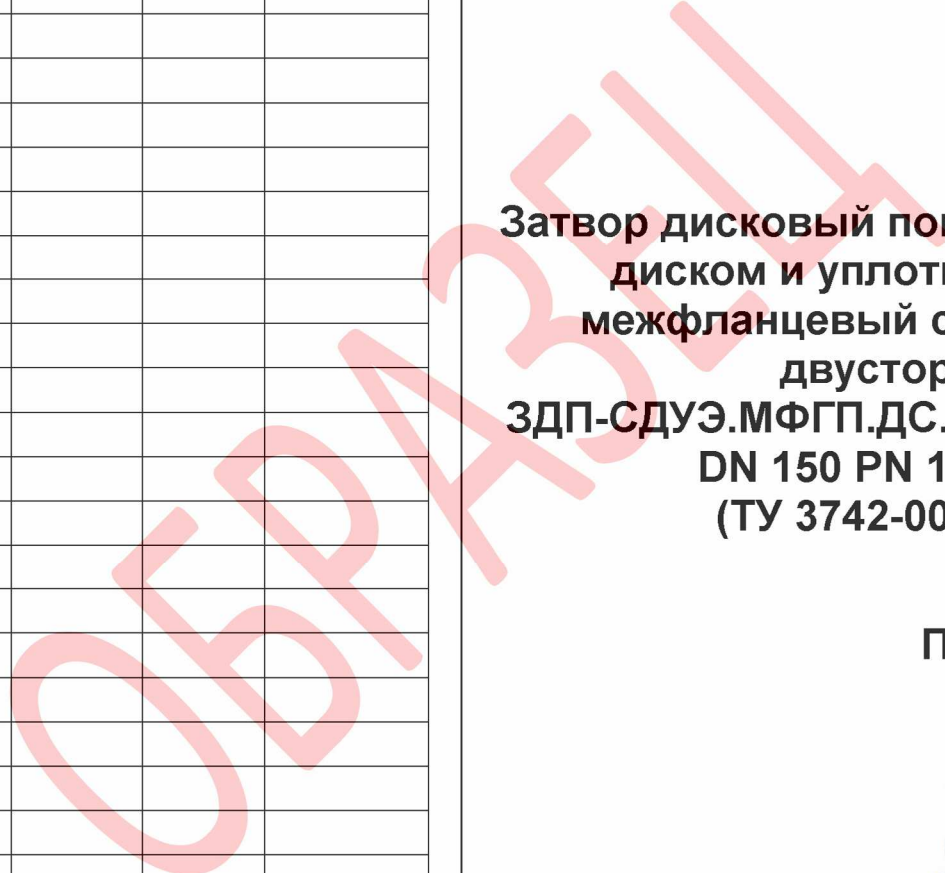 ОБРАЗЕЦ
Затвор дисковый по
диском и уплот
межфланцевый с
двустор
ЗДП-СДУЭ.МФГП.ДС.
DN 150 PN 1
(ТУ 3742-00
П